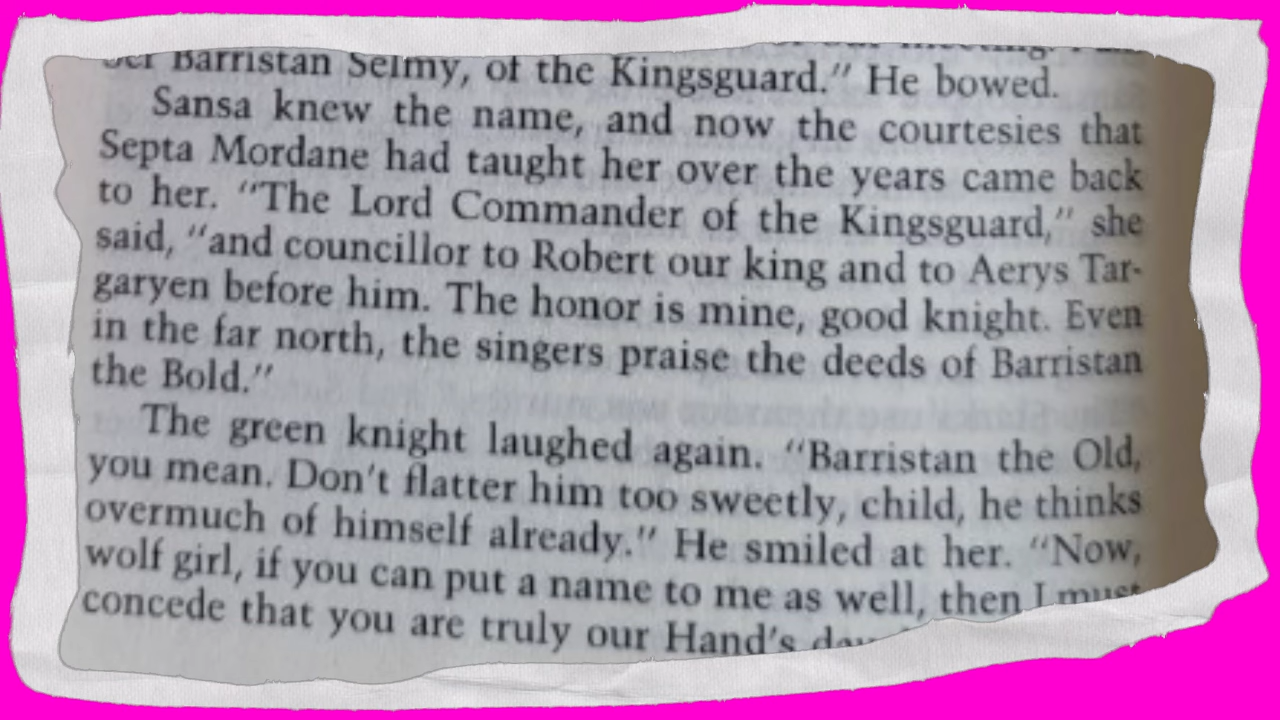 Barristan Selmy, of the Kingsguard.” He bowed.
Sansa knew the name, and now the courtesies that
Septa Mordane had taught her over the years came back
to her. “The Lord Commander of the Kingsguard,” she
said, “and councillor to Robert our king and to Aerys Tar-
garyen before him. The honor is mine, good knight. Even
in the far north, the singers praise the deeds of Barristan
the Bold.”
The green knight laughed again. “Barristan the Old,
you mean. Don't flatter him too sweetly, child, he thinks
overmuch of himself already.” He smiled at her. “Now,
wolf girl, if you can put a name to me as well, then I must
concede that you are truly our Hand's